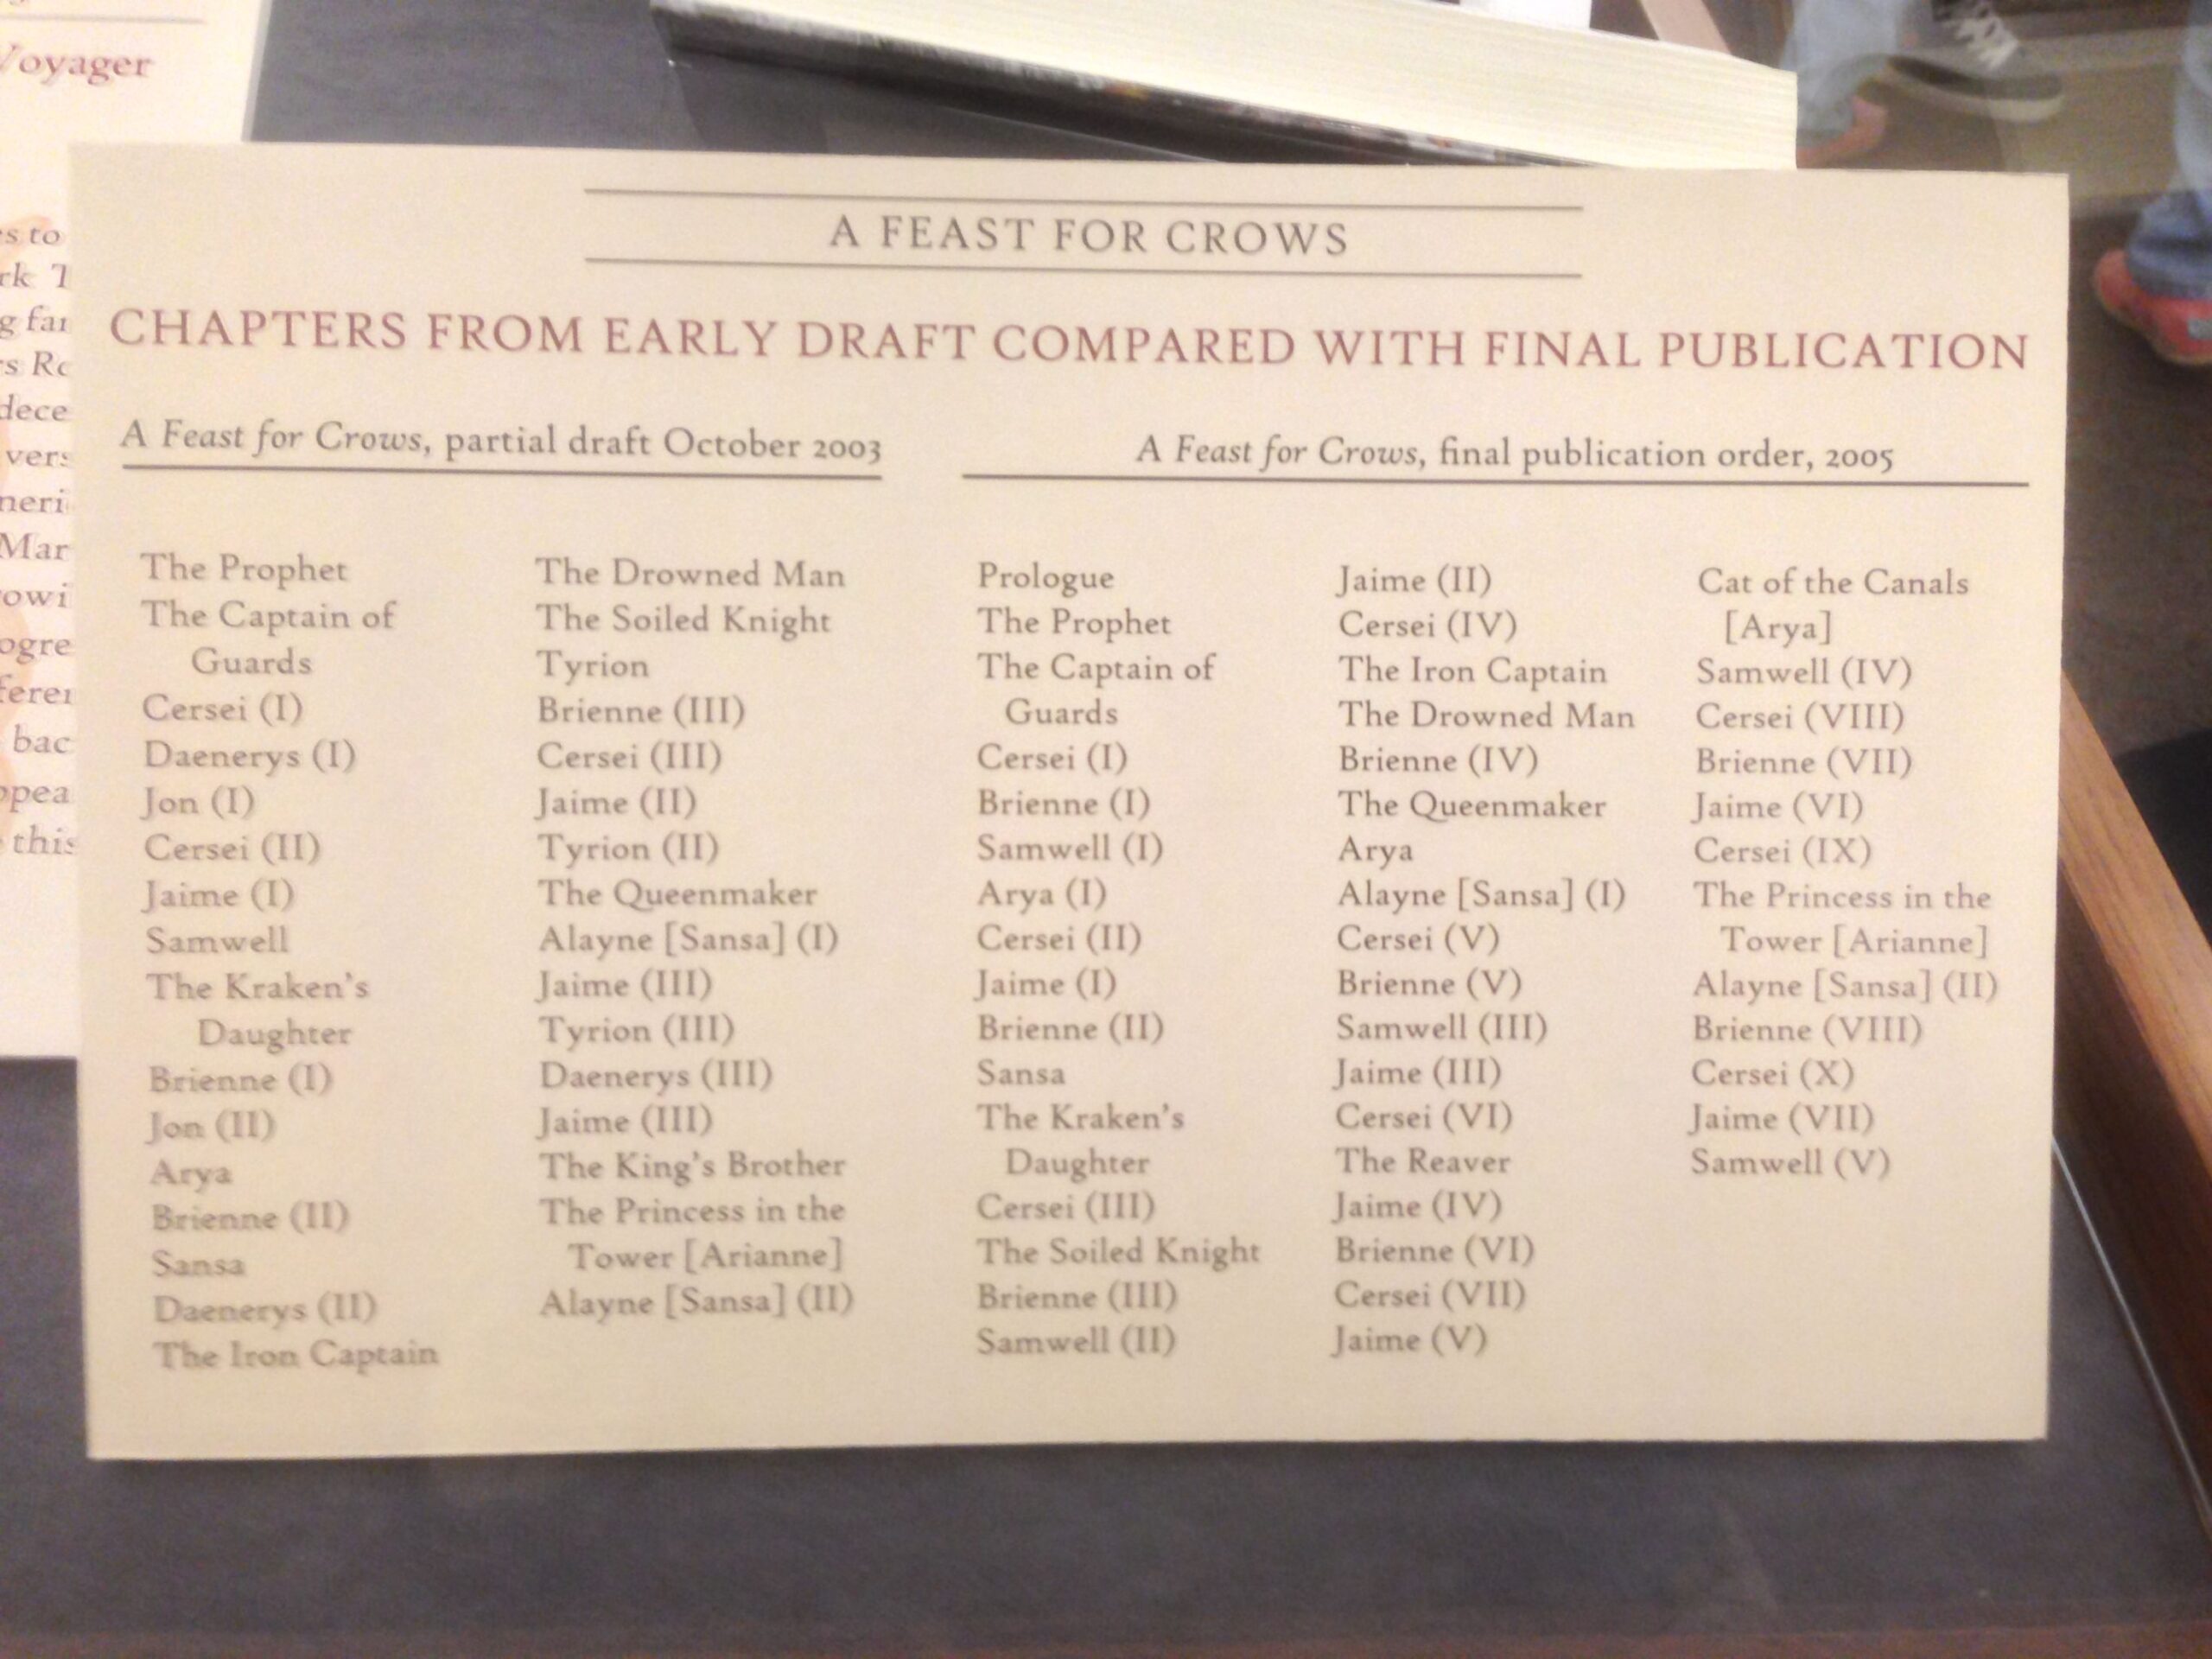 Voyager
s to
rk
g far
vers
Mar
owi
ogre
bac
this
A FEAST FOR CROWS
CHAPTERS FROM EARLY DRAFT COMPARED WITH FINAL PUBLICATION
A Feast for Crows, partial draft October 2003
The Prophet
The Captain of
Guards
Cersei (I)
Daenerys (I)
Jon (I)
Cersei (II)
Jaime (I)
Samwell
The Kraken's
Daughter
Brienne (I)
Jon (II)
Arya
Brienne (II)
Sansa
Daenerys (II)
The Iron Captain
The Drowned Man
The Soiled Knight
Tyrion
Brienne (III)
Cersei (III)
Jaime (II)
Tyrion (II)
The Queenmaker
Alayne [Sansa] (I)
Jaime (III)
Tyrion (III)
Daenerys (III)
Jaime (III)
The King's Brother
The Princess in the
Tower [Arianne]
Alayne [Sansa] (II)
A Feast for Crows, final publication order, 2005
Prologue
The Prophet
The Captain of
Guards
Cersei (I)
Brienne (I)
Samwell (I)
Arya (I)
Cersei (II)
Jaime (I)
Brienne (II)
Sansa
The Kraken's
Daughter
Cersei (III)
The Soiled Knight
Brienne (III)
Samwell (II)
Jaime (II)
Cersei (IV)
The Iron Captain
The Drowned Man
Brienne (IV)
The Queenmaker
Arya
Alayne [Sansa] (I)
Cersei (V)
Brienne (V)
Samwell (III)
Jaime (III)
Cersei (VI)
The Reaver
Jaime (IV)
Brienne (VI)
Cersei (VII)
Jaime (V)
Cat of the Canals
[Arya]
Samwell (IV)
Cersei (VIII)
Brienne (VII)
Jaime (VI)
Cersei (IX)
The Princess in the
Tower [Arianne]
Alayne [Sansa] (II)
Brienne (VIII)
Cersei (X)
Jaime (VII)
Samwell (V)